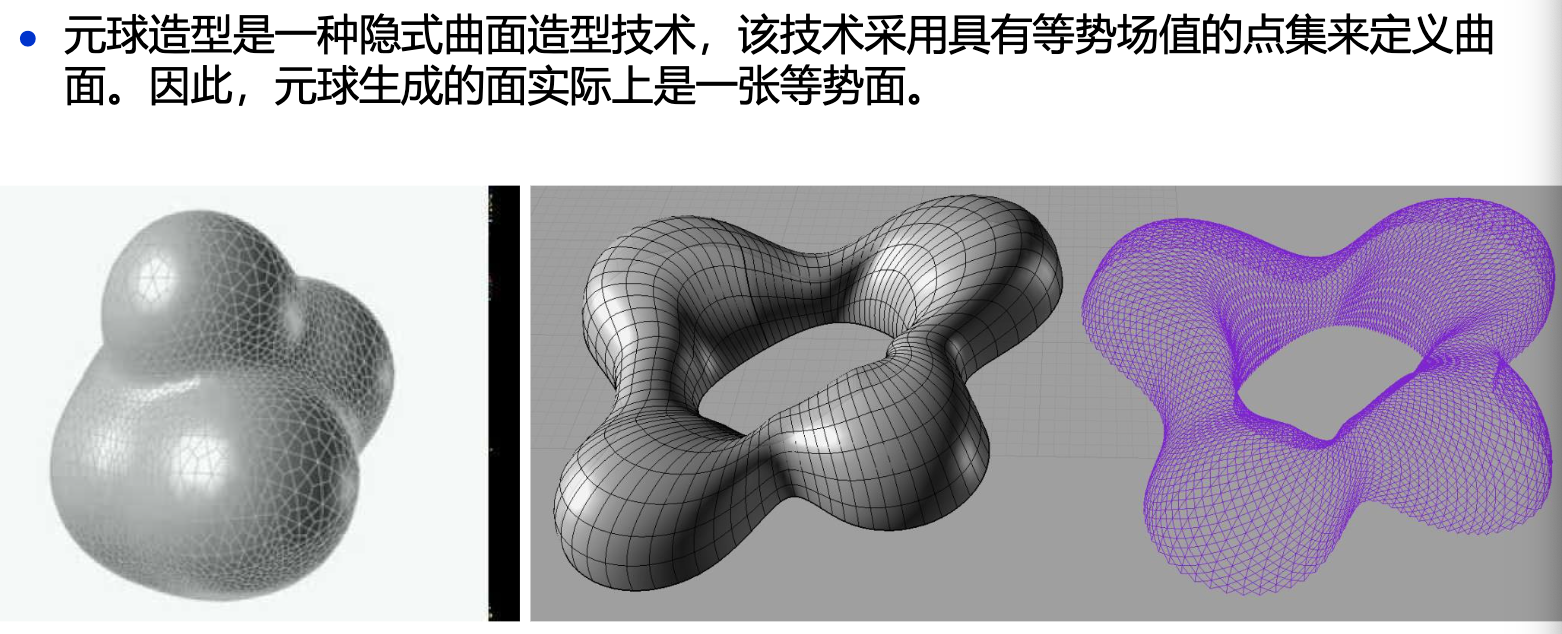 • 元球造型是一种隐式曲面造型技术，该技术采用具有等势场值的点集来定义曲
面。因此，元球生成的面实际上是一张等势面。